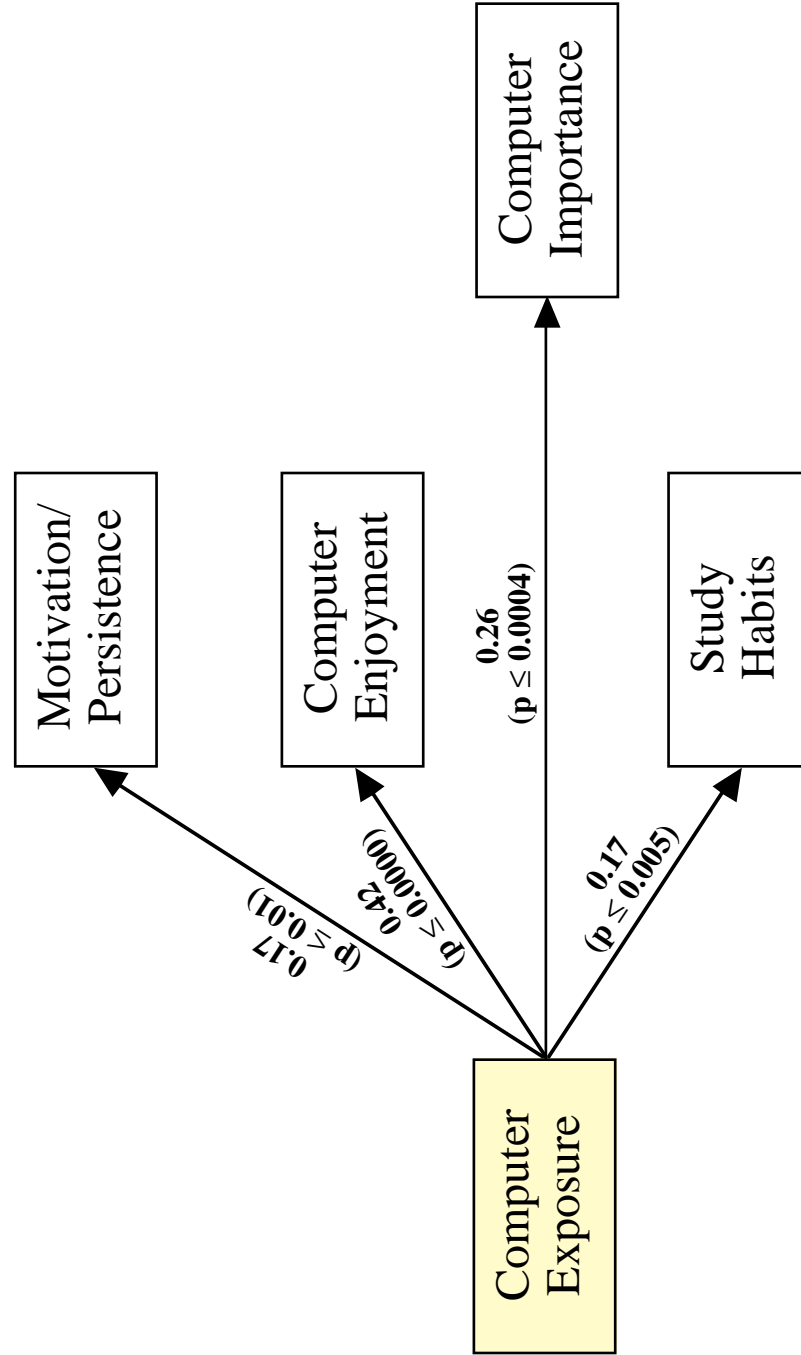 Motivation/
Persistence
0.17
(p ≤ 0.01)
Computer
Enjoyment
0.42
(p ≤ 0.0000)
Computer
Exposure
0.26
(p ≤ 0.0004)
Computer
Importance
0.17
(p ≤ 0.005)
Study
Habits